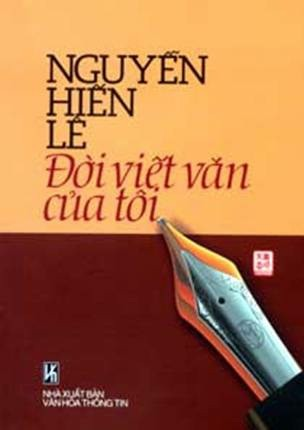 NGUYỄN
HIẾN
LÊ
Đời viết văn
của tôi
NHÀ XUẤT BẢN
VĂN HÓA THÔNG TIN